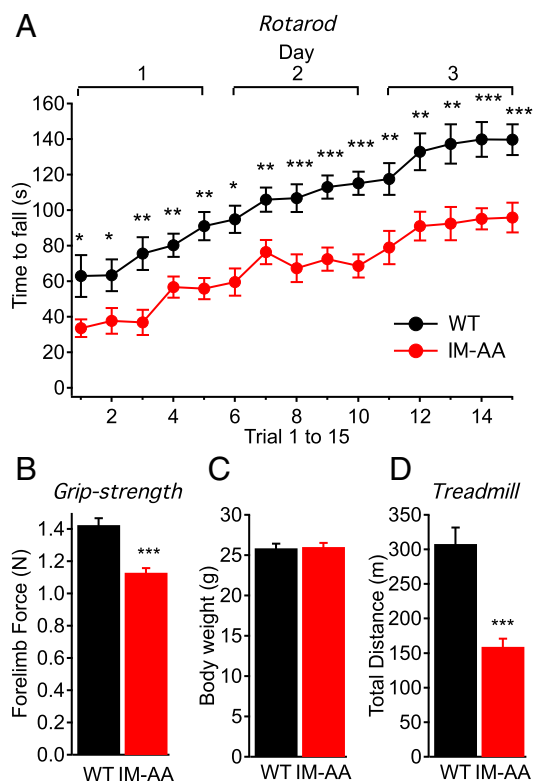 A
Rotarod
Day
1 2 3
Time to fall (s)
160
140
120
100
80
60
40
20
0
* * ** ** ** * ** *** *** *** ** ** ** *** ***
WT
IM-AA
2 4 6 8 10 12 14
Trial 1 to 15
B
Grip-strength
Forelimb Force (N)
1.4
1.2
1.0
0.8
0.6
0.4
0.2
0.0
***
WT IM-AA
C
Body weight (g)
30
25
20
15
10
5
0
WT IM-AA
D
Treadmill
Total Distance (m)
350
300
250
200
150
100
50
0
***
WT IM-AA